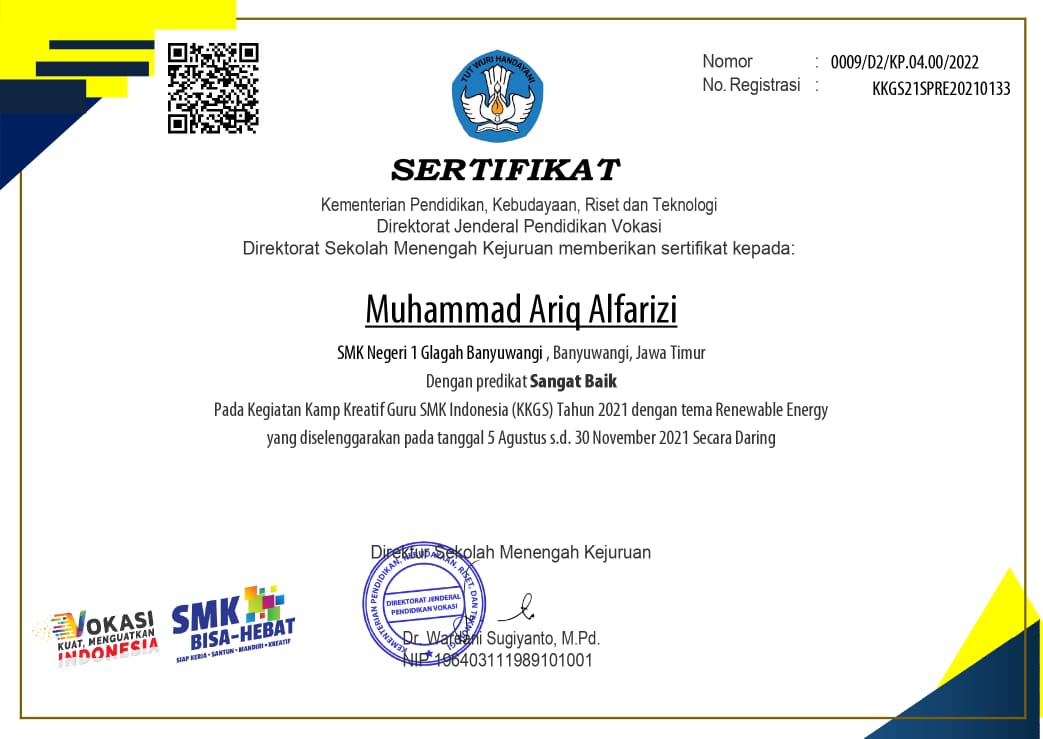 TUT WURI HANDAYANI
Nomor : 0009/D2/KP.04.00/2022
No. Registrasi : KKGS21SPRE20210133
SERTIFIKAT
Kementerian Pendidikan, Kebudayaan, Riset dan Teknologi
Direktorat Jenderal Pendidikan Vokasi
Direktorat Sekolah Menengah Kejuruan memberikan sertifikat kepada:
Muhammad Ariq Alfarizi
SMK Negeri 1 Glagah Banyuwangi , Banyuwangi, Jawa Timur
Dengan predikat Sangat Baik
Pada Kegiatan Kamp Kreatif Guru SMK Indonesia (KKGS) Tahun 2021 dengan tema Renewable Energy
yang diselenggarakan pada tanggal 5 Agustus s.d. 30 November 2021 Secara Daring
Direktur Sekolah Menengah Kejuruan
KEMENTERIAN PENDIDIKAN, KEBUDAYAAN, RISET, DAN TEKNOLOGI
DIREKTORAT JENDERAL
PENDIDIKAN VOKASI
Dr. Wardani Sugiyanto, M.Pd.
NIP 196403111989101001
VOKASI
KUAT, MENGUATKAN
INDONESIA
SMK
BISA-HEBAT
SIAP KERJA • SANTUN • MANDIRI • KREATIF